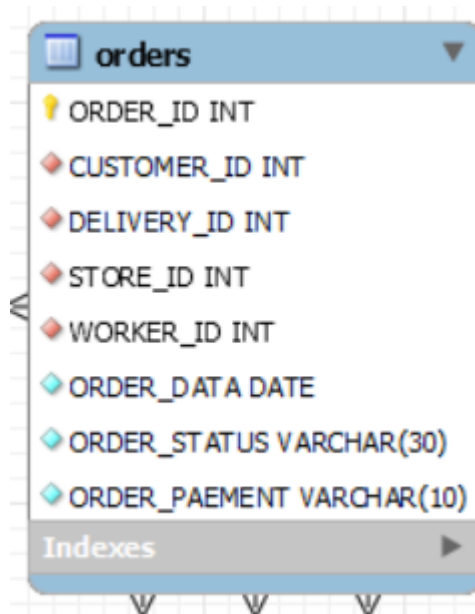 orders
ORDER_ID INT
CUSTOMER_ID INT
DELIVERY_ID INT
STORE_ID INT
WORKER_ID INT
ORDER_DATA DATE
ORDER_STATUS VARCHAR(30)
ORDER_PAEMENT VARCHAR(10)
Indexes